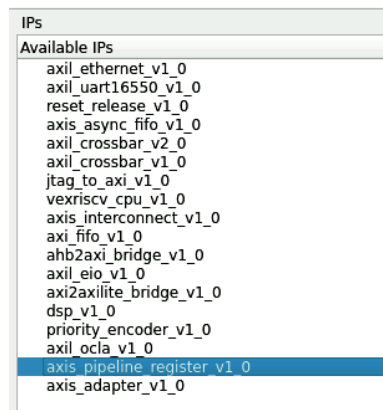 IPs
Available IPs
axil_ethernet_v1_0
axil_uart16550_v1_0
reset_release_v1_0
axis_async_fifo_v1_0
axil_crossbar_v2_0
axil_crossbar_v1_0
jtag_to_axi_v1_0
vexriscv_cpu_v1_0
axis_interconnect_v1_0
axi_fifo_v1_0
ahb2axi_bridge_v1_0
axil_eio_v1_0
axi2axilite_bridge_v1_0
dsp_v1_0
priority_encoder_v1_0
axil_ocla_v1_0
axis_pipeline_register_v1_0
axis_adapter_v1_0